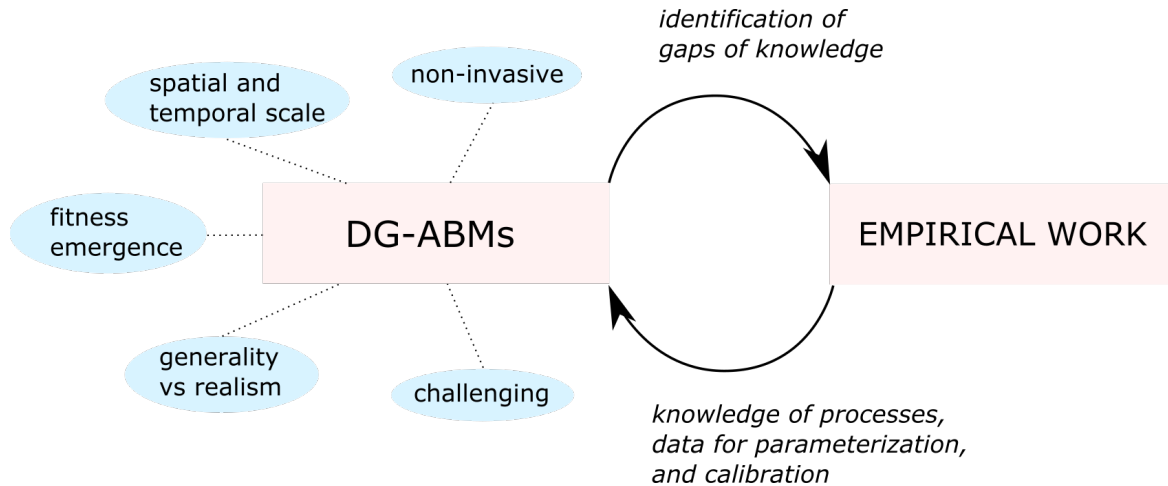 identification of
gaps of knowledge
spatial and
temporal scale
non-invasive
fitness
emergence
DG-ABMs
EMPIRICAL WORK
generality
vs realism
challenging
knowledge of processes,
data for parameterization,
and calibration